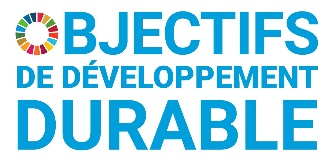 OBJECTIFS
DE DÉVELOPPEMENT
DURABLE